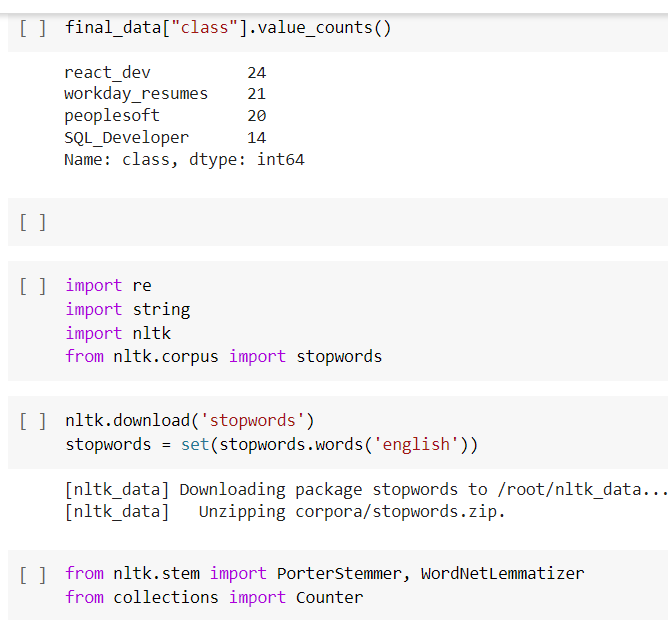 [ ] final_data["class"].value_counts()
react_dev 24
workday_resumes 21
peoplesoft 20
SQL_Developer 14
Name: class, dtype: int64
[ ]
[ ] import re
import string
import nltk
from nltk.corpus import stopwords
[ ] nltk.download('stopwords')
stopwords = set(stopwords.words('english'))
[nltk_data] Downloading package stopwords to /root/nltk_data...
[nltk_data]   Unzipping corpora/stopwords.zip.
[ ] from nltk.stem import PorterStemmer, WordNetLemmatizer
from collections import Counter